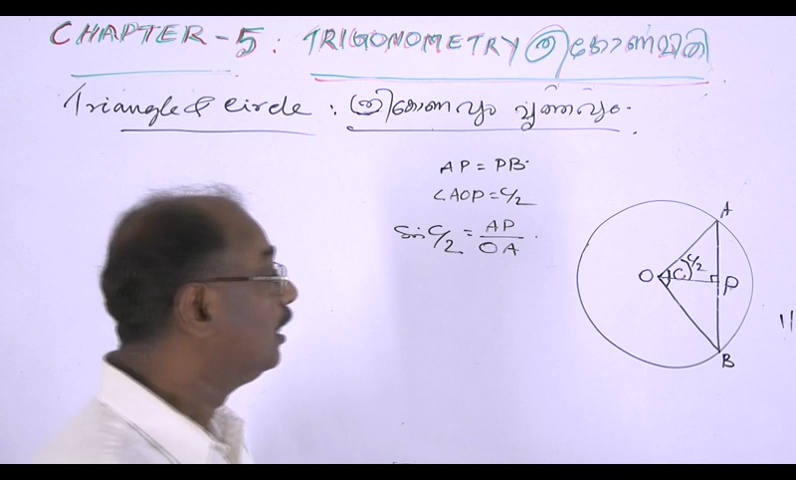 CHAPTER - 5 : TRIGONOMETRY ത്രികോണമിതി
Triangle & Circle : ത്രികോണവും വൃത്തവും.
AP = PB.
∠AOP = C/2
Sin C/2 = AP/OA.
A
C/2
O C P
B